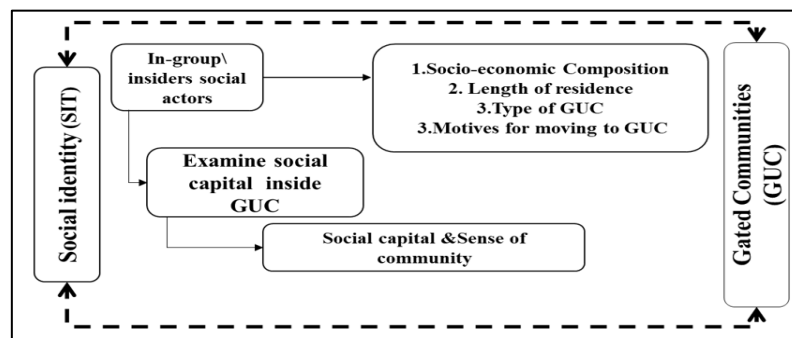 Social identity (SIT)
In-group\
insiders social
actors
1.Socio-economic Composition
2. Length of residence
3.Type of GUC
3.Motives for moving to GUC
Examine social
capital inside
GUC
Social capital &Sense of
community
Gated Communities
(GUC)